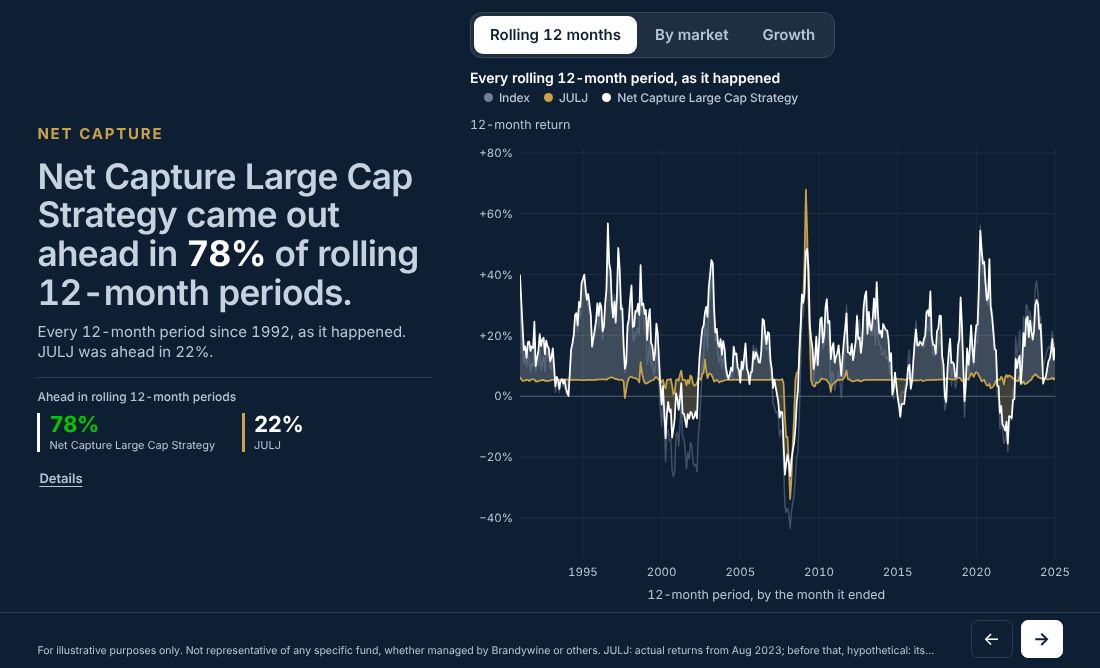 Rolling 12 months
By market
Growth
Every rolling 12-month period, as it happened
Index
JULJ
Net Capture Large Cap Strategy
12-month return
NET CAPTURE
Net Capture Large Cap
Strategy came out
ahead in 78% of rolling
12-month periods.
Every 12-month period since 1992, as it happened.
JULJ was ahead in 22%.
Ahead in rolling 12-month periods
78%
Net Capture Large Cap Strategy
22%
JULJ
Details
+80%
+60%
+40%
+20%
0%
−20%
−40%
1995
2000
2005
2010
2015
2020
2025
12-month period, by the month it ended
For illustrative purposes only. Not representative of any specific fund, whether managed by Brandywine or others. JULJ: actual returns from Aug 2023; before that, hypothetical: its…